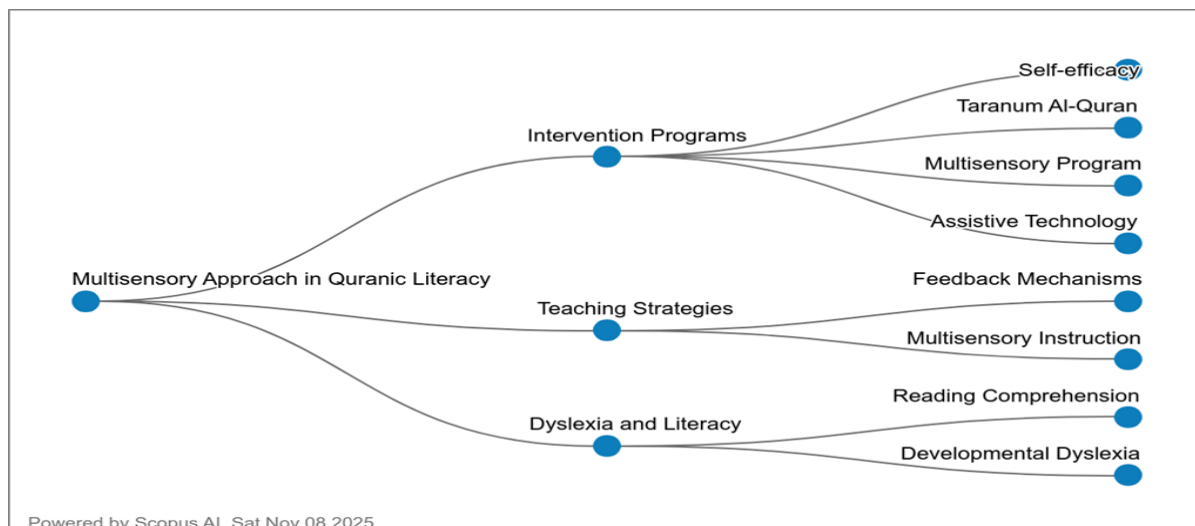 Self-efficacy
Taranum Al-Quran
Intervention Programs
Multisensory Program
Assistive Technology
Multisensory Approach in Quranic Literacy
Feedback Mechanisms
Teaching Strategies
Multisensory Instruction
Reading Comprehension
Dyslexia and Literacy
Developmental Dyslexia
Powered by Scopus AI, Sat Nov 08 2025